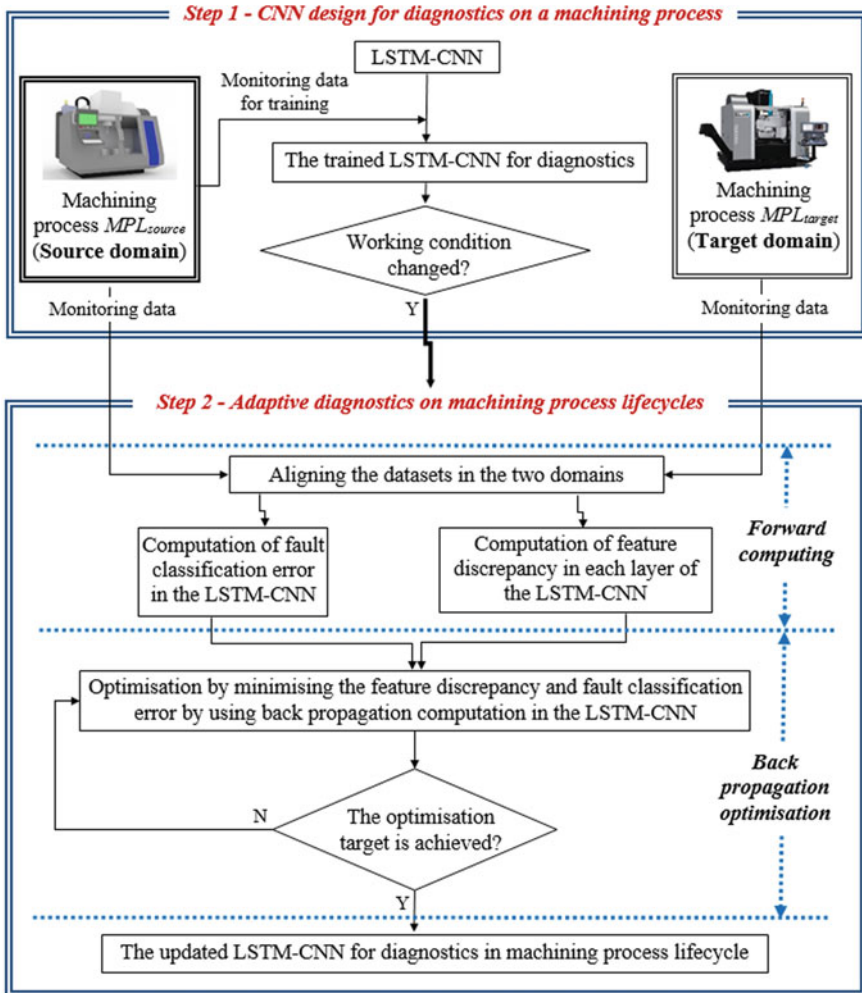 Step 1 - CNN design for diagnostics on a machining process
LSTM-CNN
Monitoring data
for training
The trained LSTM-CNN for diagnostics
Machining
process MPLsource
(Source domain)
Machining
process MPLtarget
(Target domain)
Working condition
changed?
Monitoring data
Y
Monitoring data
Step 2 - Adaptive diagnostics on machining process lifecycles
Aligning the datasets in the two domains
Computation of fault
classification error
in the LSTM-CNN
Computation of feature
discrepancy in each layer of
the LSTM-CNN
Forward
computing
Optimisation by minimising the feature discrepancy and fault classification
error by using back propagation computation in the LSTM-CNN
Back
propagation
optimisation
N
The optimisation
target is achieved?
Y
The updated LSTM-CNN for diagnostics in machining process lifecycle